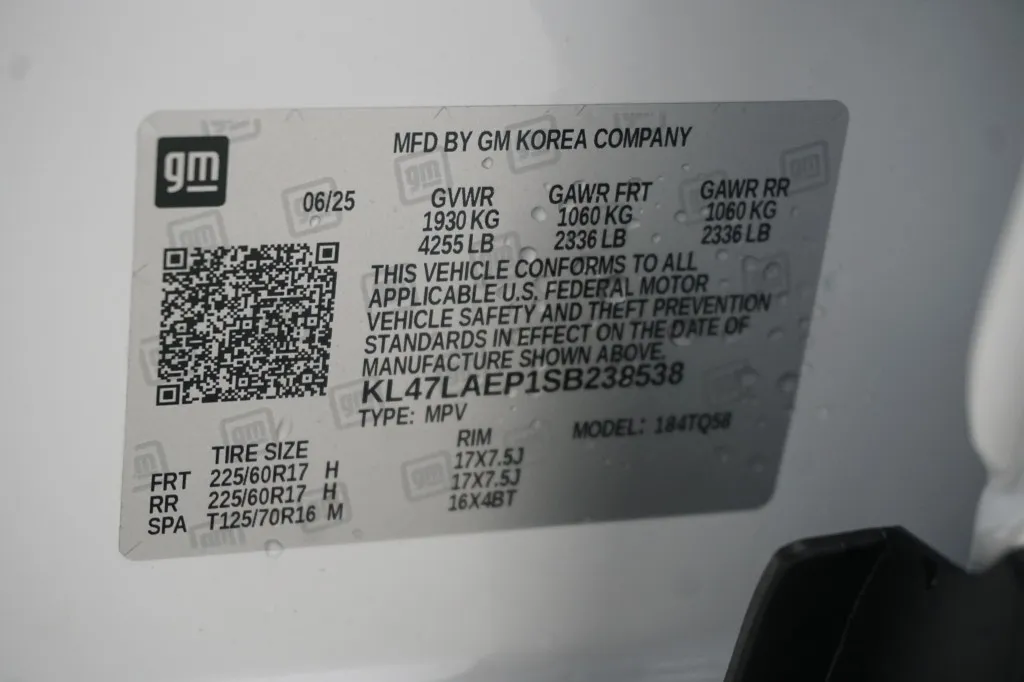 gm
MFD BY GM KOREA COMPANY
06/25 GVWR GAWR FRT GAWR RR
1930 KG 1060 KG 1060 KG
4255 LB 2336 LB 2336 LB
THIS VEHICLE CONFORMS TO ALL
APPLICABLE U.S. FEDERAL MOTOR
VEHICLE SAFETY AND THEFT PREVENTION
STANDARDS IN EFFECT ON THE DATE OF
MANUFACTURE SHOWN ABOVE.
KL47LAEP1SB238538
TYPE: MPV MODEL: 184TQ58
TIRE SIZE RIM
FRT 225/60R17 H 17X7.5J
RR 225/60R17 H 17X7.5J
SPA T125/70R16 M 16X4BT